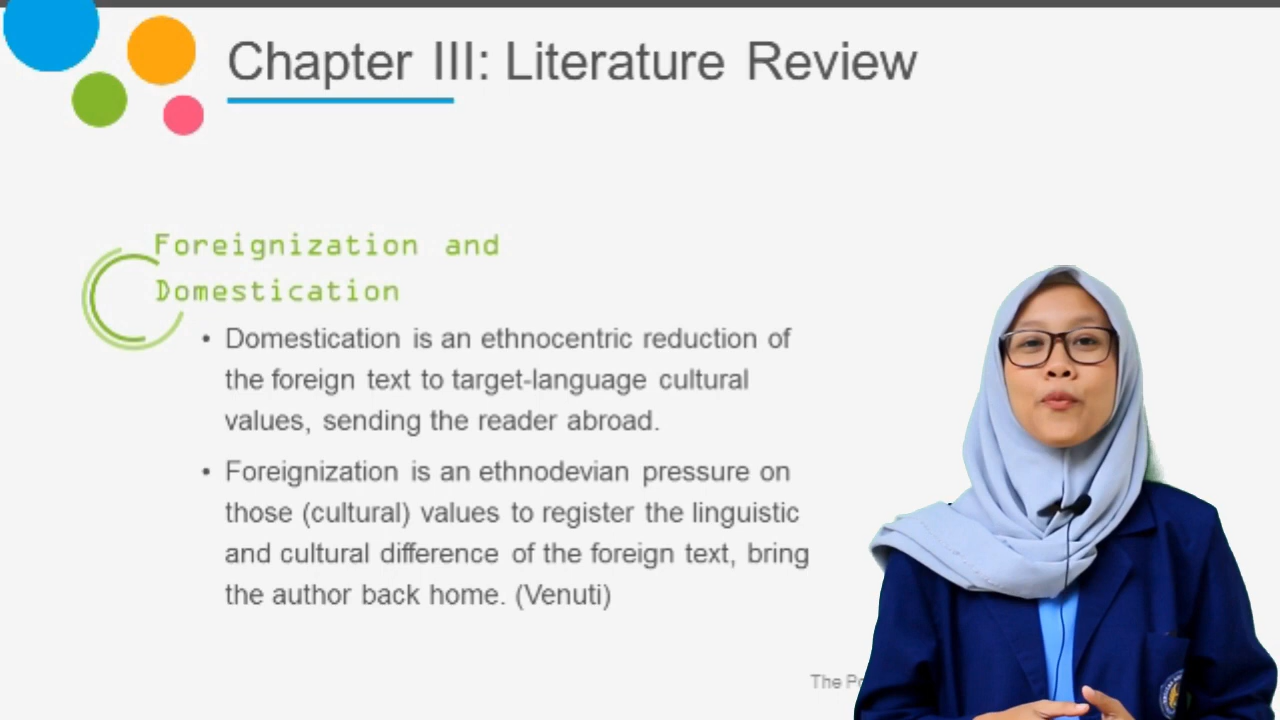 Chapter III: Literature Review
Foreignization and
Domestication
• Domestication is an ethnocentric reduction of
the foreign text to target-language cultural
values, sending the reader abroad.
• Foreignization is an ethnodevian pressure on
those (cultural) values to register the linguistic
and cultural difference of the foreign text, bring
the author back home. (Venuti)
The